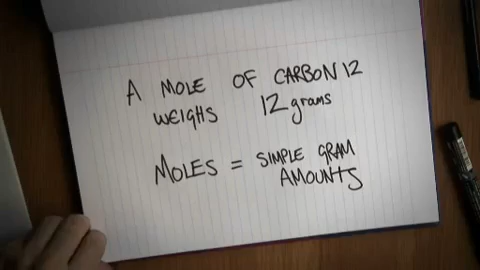 A MOLE OF CARBON 12
WEIGHS 12 grams
MOLES = SIMPLE GRAM
AMOUNTS